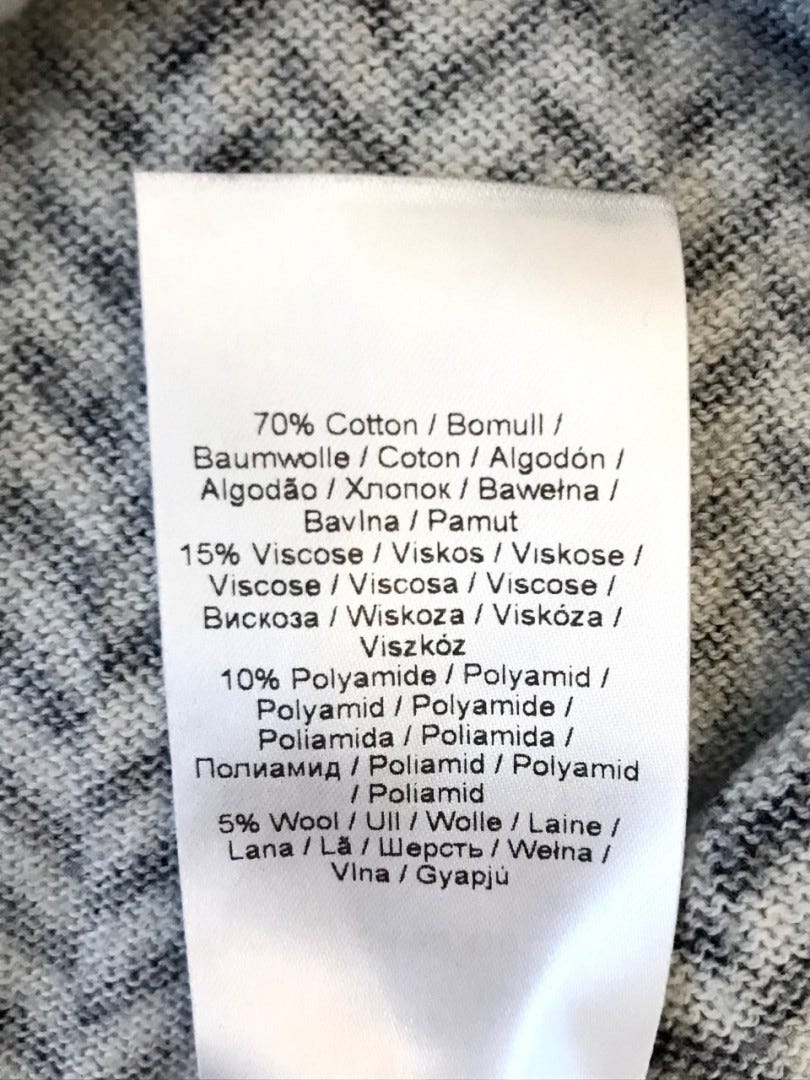 70% Cotton / Bomull /
Baumwolle / Coton / Algodón /
Algodão / Хлопок / Bawełna /
Bavlna / Pamut
15% Viscose / Viskos / Viskose /
Viscose / Viscosa / Viscose /
Вискоза / Wiskoza / Viskóza /
Viszkóz
10% Polyamide / Polyamid /
Polyamid / Polyamide /
Poliamida / Poliamida /
Полиамид / Poliamid / Polyamid
/ Poliamid
5% Wool / Ull / Wolle / Laine /
Lana / Lã / Шерсть / Wełna /
Vlna / Gyapjú